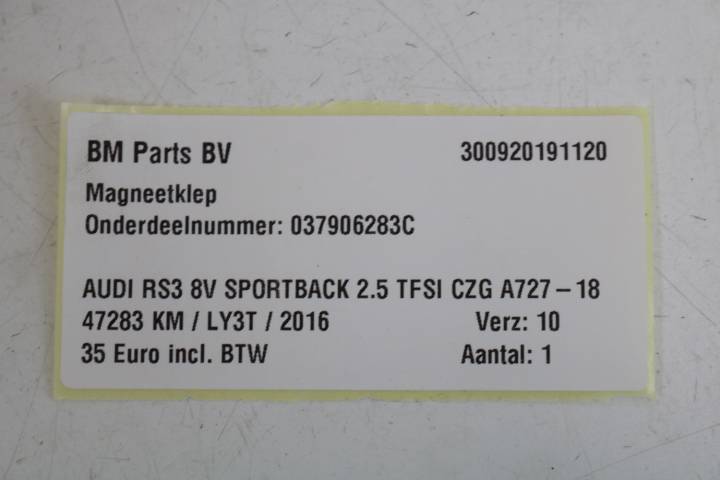 BM Parts BV 300920191120
Magneetklep
Onderdeelnummer: 037906283C
AUDI RS3 8V SPORTBACK 2.5 TFSI CZG A727 – 18
47283 KM / LY3T / 2016 Verz: 10
35 Euro incl. BTW Aantal: 1